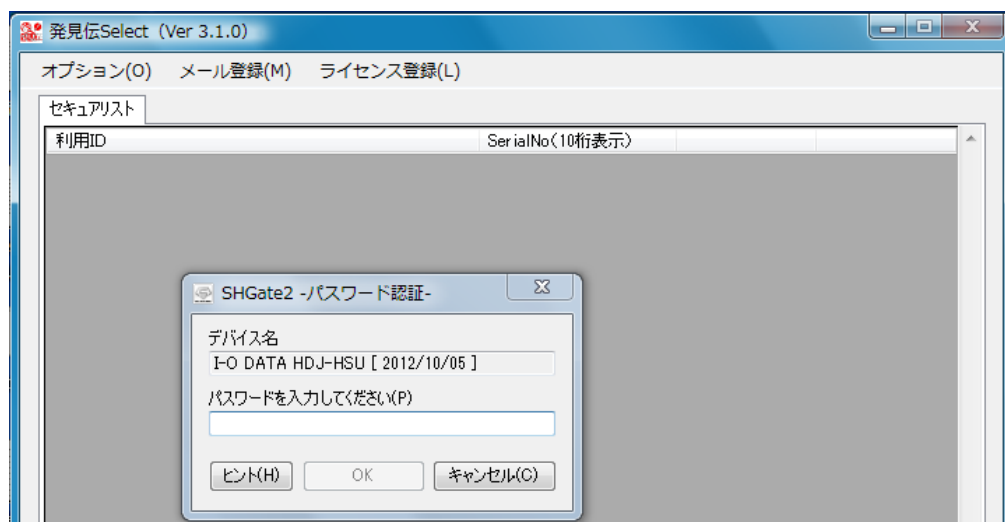 発見伝Select（Ver 3.1.0）
オプション(O) メール登録(M) ライセンス登録(L)
セキュアリスト
利用ID SerialNo(10桁表示)
SHGate2 -パスワード認証-
デバイス名
I-O DATA HDJ-HSU [ 2012/10/05 ]
パスワードを入力してください(P)
ヒント(H) OK キャンセル(C)